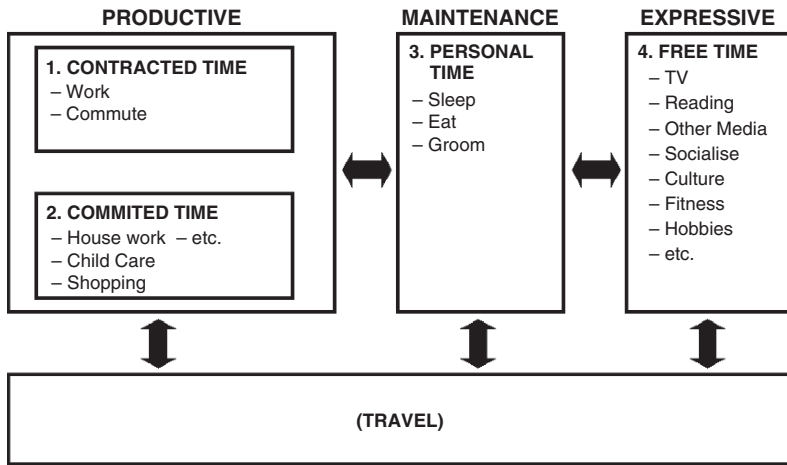 PRODUCTIVE
1. CONTRACTED TIME
– Work
– Commute
2. COMMITED TIME
– House work – etc.
– Child Care
– Shopping
MAINTENANCE
3. PERSONAL
TIME
– Sleep
– Eat
– Groom
EXPRESSIVE
4. FREE TIME
– TV
– Reading
– Other Media
– Socialise
– Culture
– Fitness
– Hobbies
– etc.
(TRAVEL)